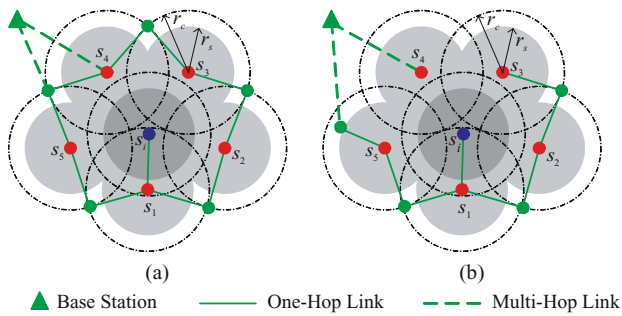 r_c
r_s
s_4
s_3
s_i
s_5
s_2
s_1
(a)
r_c
r_s
s_4
s_3
s_i
s_5
s_2
s_1
(b)
Base Station
One-Hop Link
Multi-Hop Link